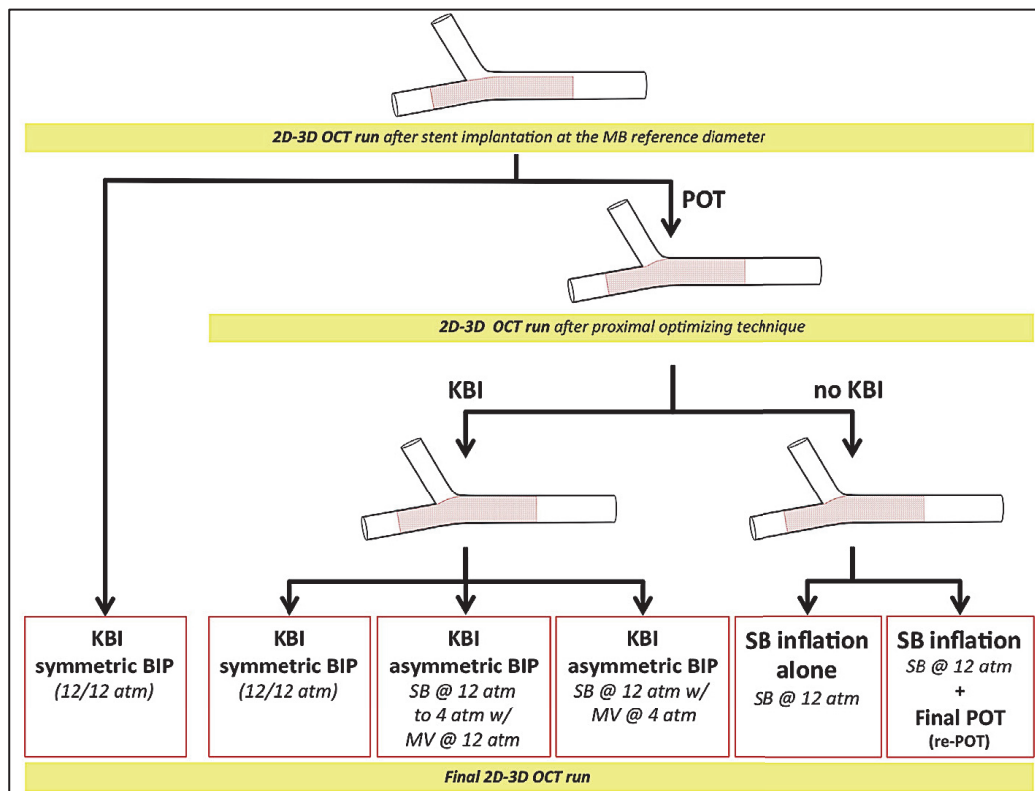 2D-3D OCT run after stent implantation at the MB reference diameter
POT
2D-3D OCT run after proximal optimizing technique
KBI
no KBI
KBI
symmetric BIP
(12/12 atm)
KBI
symmetric BIP
(12/12 atm)
KBI
asymmetric BIP
SB @ 12 atm
to 4 atm w/
MV @ 12 atm
KBI
asymmetric BIP
SB @ 12 atm w/
MV @ 4 atm
SB inflation
alone
SB @ 12 atm
SB inflation
SB @ 12 atm
+
Final POT
(re-POT)
Final 2D-3D OCT run